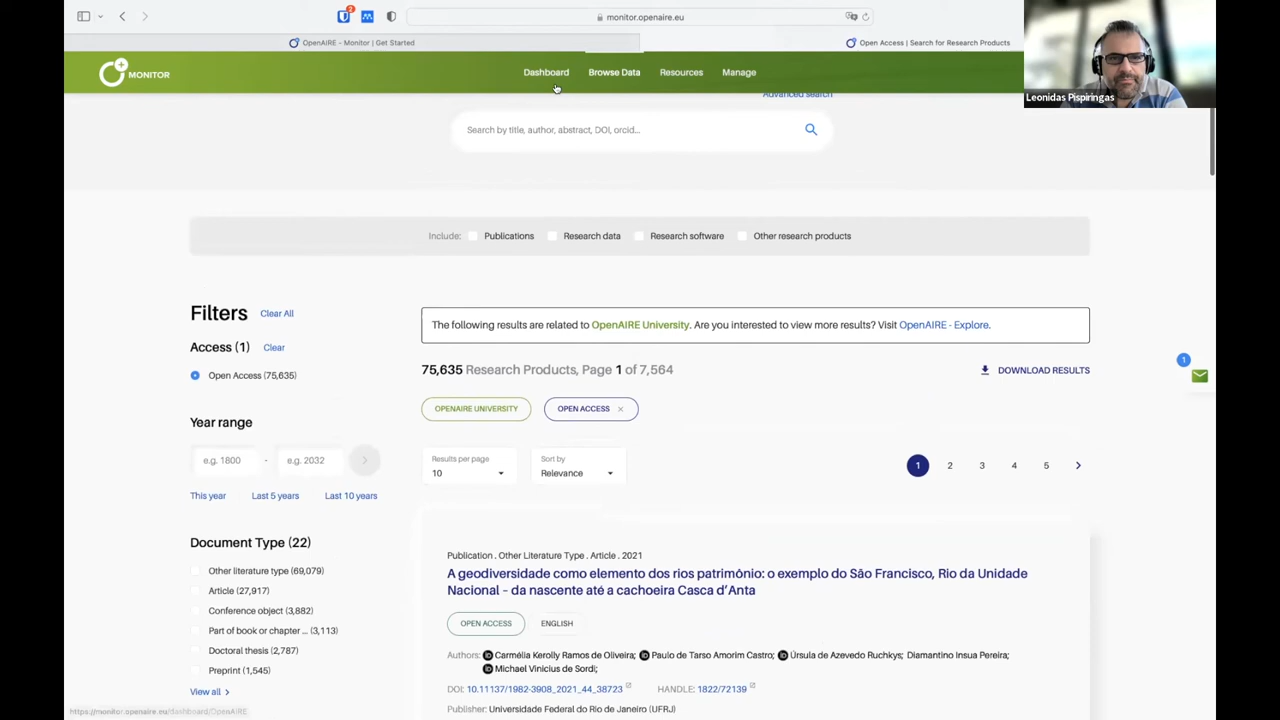 2
monitor.openaire.eu
OpenAIRE - Monitor | Get Started
Open Access | Search for Research Products
MONITOR
Dashboard
Browse Data
Resources
Manage
Leonidas Pispiringas
Advanced search
Search by title, author, abstract, DOI, orcid...
Include:
Publications
Research data
Research software
Other research products
Filters
Clear All
The following results are related to OpenAIRE University. Are you interested to view more results? Visit OpenAIRE - Explore.
Access (1)
Clear
Open Access (75,635)
75,635 Research Products, Page 1 of 7,564
DOWNLOAD RESULTS
1
OPENAIRE UNIVERSITY
OPEN ACCESS
Year range
e.g. 1800
-
e.g. 2032
This year
Last 5 years
Last 10 years
Results per page
10
Sort by
Relevance
1
2
3
4
5
Document Type (22)
Other literature type (69,079)
Article (27,917)
Conference object (3,882)
Part of book or chapter ... (3,113)
Doctoral thesis (2,787)
Preprint (1,545)
View all
Publication . Other Literature Type . Article . 2021
A geodiversidade como elemento dos rios patrimônio: o exemplo do São Francisco, Rio da Unidade
Nacional – da nascente até a cachoeira Casca d'Anta
OPEN ACCESS
ENGLISH
Authors: Carmélia Kerolly Ramos de Oliveira; Paulo de Tarso Amorim Castro; Úrsula de Azevedo Ruchkys; Diamantino Insua Pereira;
Michael Vinicius de Sordi;
DOI: 10.11137/1982-3908_2021_44_38723
HANDLE: 1822/72139
Publisher: Universidade Federal do Rio de Janeiro (UFRJ)
https://monitor.openaire.eu/dashboard/OpenAIRE